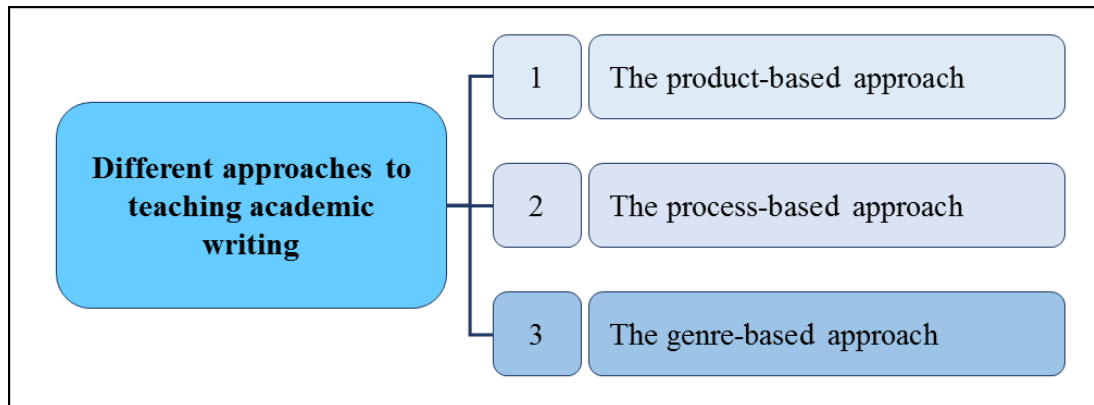 Different approaches to
teaching academic
writing
1
The product-based approach
2
The process-based approach
3
The genre-based approach